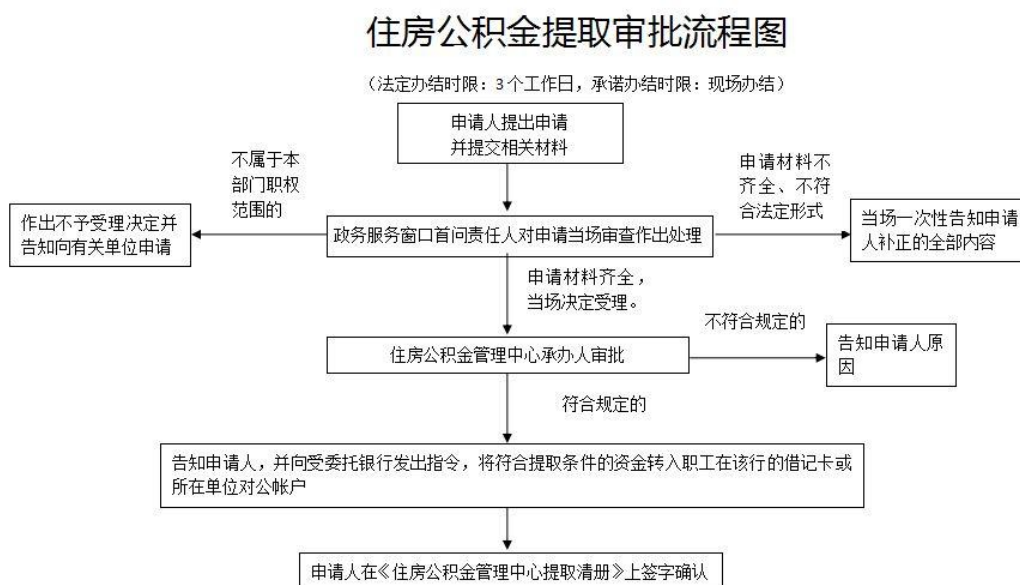 住房公积金提取审批流程图
（法定办结时限：3个工作日，承诺办结时限：现场办结）
申请人提出申请
并提交相关材料
不属于本
部门职权
范围的
申请材料不
齐全、不符
合法定形式
作出不予受理决定并
告知向有关单位申请
政务服务窗口首问责任人对申请当场审查作出处理
当场一次性告知申请
人补正的全部内容
申请材料齐全，
当场决定受理。
不符合规定的
住房公积金管理中心承办人审批
告知申请人原
因
符合规定的
告知申请人，并向受委托银行发出指令，将符合提取条件的资金转入职工在该行的借记卡或
所在单位对公帐户
申请人在《住房公积金管理中心提取清册》上签字确认